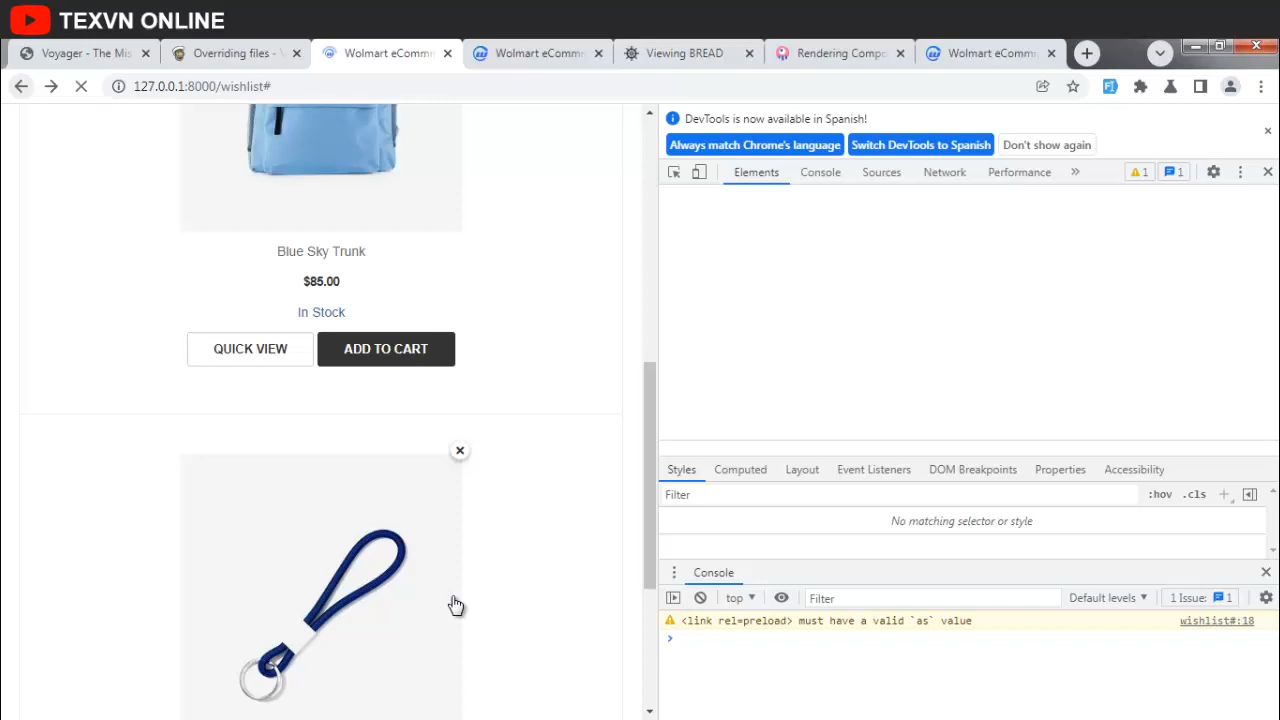 TEXVN ONLINE
Voyager - The Mis
Overriding files - \
Wolmart eComm
Wolmart eComm
Viewing BREAD
Rendering Compo
Wolmart eComm
127.0.0.1:8000/wishlist#
DevTools is now available in Spanish!
Always match Chrome's language
Switch DevTools to Spanish
Don't show again
Elements
Console
Sources
Network
Performance
»
1
1
Blue Sky Trunk
$85.00
In Stock
QUICK VIEW
ADD TO CART
Styles
Computed
Layout
Event Listeners
DOM Breakpoints
Properties
Accessibility
Filter
:hov
.cls
No matching selector or style
Console
top
Filter
Default levels
1 Issue:
1
<link rel=preload> must have a valid `as` value
wishlist#:18